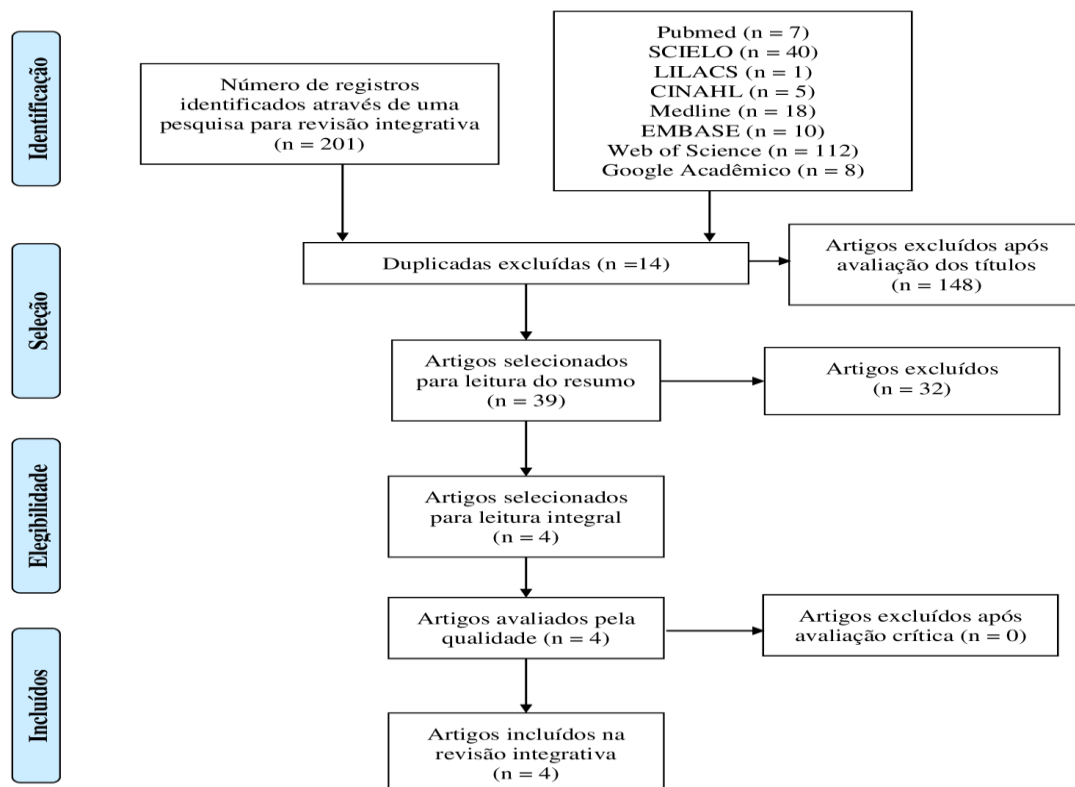 Identificação
Número de registros
identificados através de uma
pesquisa para revisão integrativa
(n = 201)
Pubmed (n = 7)
SCIELO (n = 40)
LILACS (n = 1)
CINAHL (n = 5)
Medline (n = 18)
EMBASE (n = 10)
Web of Science (n = 112)
Google Acadêmico (n = 8)
Seleção
Duplicadas excluídas (n =14)
Artigos excluídos após
avaliação dos títulos
(n = 148)
Artigos selecionados
para leitura do resumo
(n = 39)
Artigos excluídos
(n = 32)
Elegibilidade
Artigos selecionados
para leitura integral
(n = 4)
Artigos avaliados pela
qualidade (n = 4)
Artigos excluídos após
avaliação crítica (n = 0)
Incluídos
Artigos incluídos na
revisão integrativa
(n = 4)